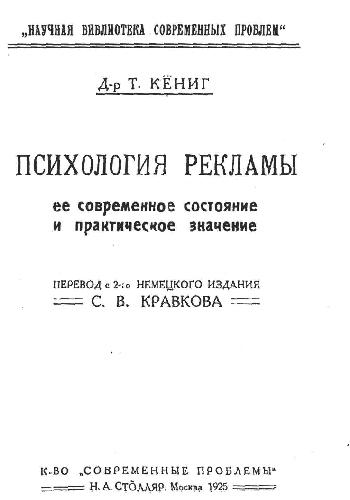 „НАУЧНАЯ БИБЛИОТЕКА СОВРЕМЕННЫХ ПРОБЛЕМ“
Д-р Т. КЁНИГ
ПСИХОЛОГИЯ РЕКЛАМЫ
ее современное состояние
и практическое значение
ПЕРЕВОД с 2-го НЕМЕЦКОГО ИЗДАНИЯ
С. В. КРАВКОВА
К-ВО „СОВРЕМЕННЫЕ ПРОБЛЕМЫ“
Н. А. СТОЛЛЯР. Москва 1925